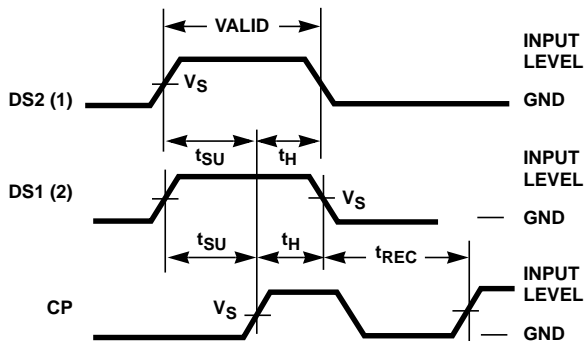 VALID
INPUT
LEVEL
VS
DS2 (1)
GND
tSU
tH
INPUT
LEVEL
DS1 (2)
VS
GND
tSU
tH
tREC
INPUT
LEVEL
CP
VS
GND